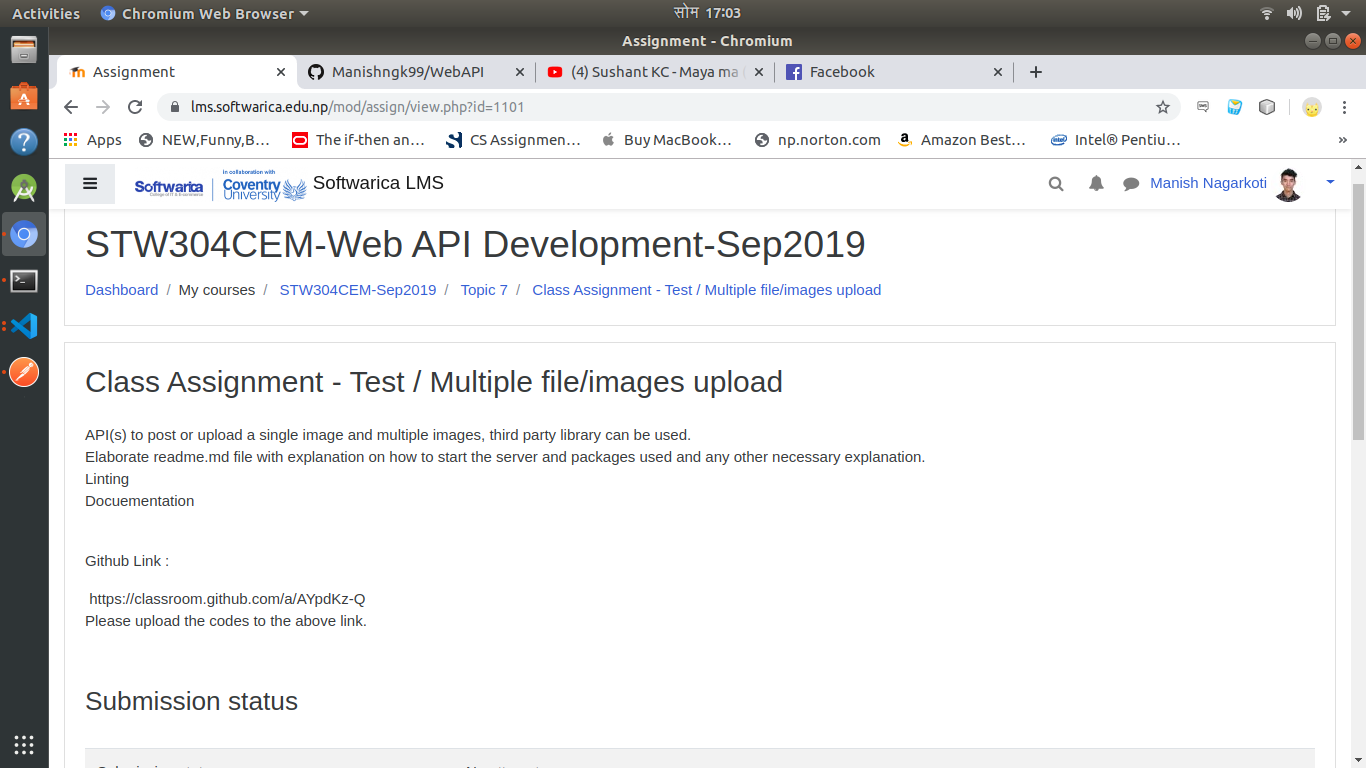 Activities Chromium Web Browser सोम 17:03
Assignment - Chromium
Assignment Manishngk99/WebAPI (4) Sushant KC - Maya ma Facebook
lms.softwarica.edu.np/mod/assign/view.php?id=1101
Apps NEW,Funny,B... The if-then an... CS Assignmen... Buy MacBook... np.norton.com Amazon Best... Intel® Pentiu... »
in collaboration with
Softwarica Coventry University Softwarica LMS Manish Nagarkoti
STW304CEM-Web API Development-Sep2019
Dashboard / My courses / STW304CEM-Sep2019 / Topic 7 / Class Assignment - Test / Multiple file/images upload
Class Assignment - Test / Multiple file/images upload
API(s) to post or upload a single image and multiple images, third party library can be used.
Elaborate readme.md file with explanation on how to start the server and packages used and any other necessary explanation.
Linting
Docuementation
Github Link :
https://classroom.github.com/a/AYpdKz-Q
Please upload the codes to the above link.
Submission status